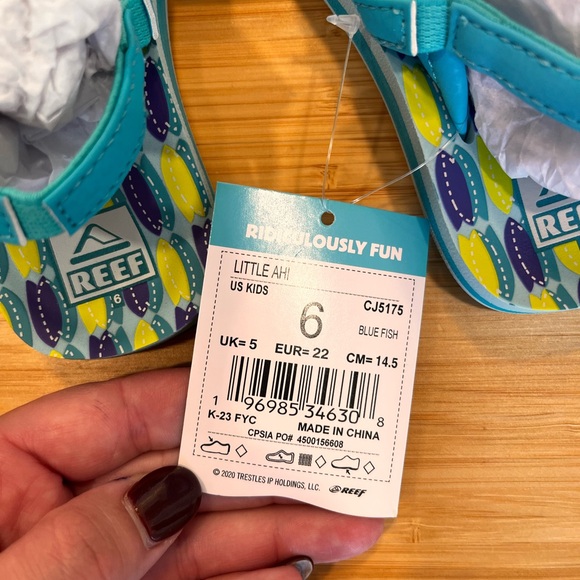 RIDICULOUSLY FUN
LITTLE AHI
US KIDS
CJ5175
6
BLUE FISH
UK= 5 EUR= 22 CM= 14.5
1 96985 34630 8
K-23 FYC MADE IN CHINA
CPSIA PO# 4500156608
© 2020 TRESTLES IP HOLDINGS, LLC. REEF
REEF
6
REEF